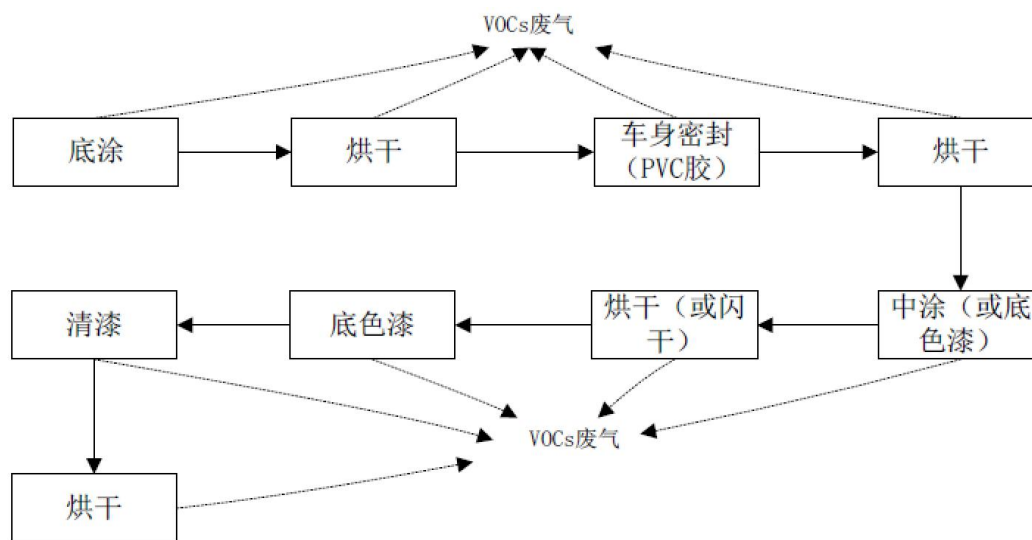 VOCs废气
底涂
烘干
车身密封
（PVC胶）
烘干
清漆
底色漆
烘干（或闪
干）
中涂（或底
色漆）
VOCs废气
烘干